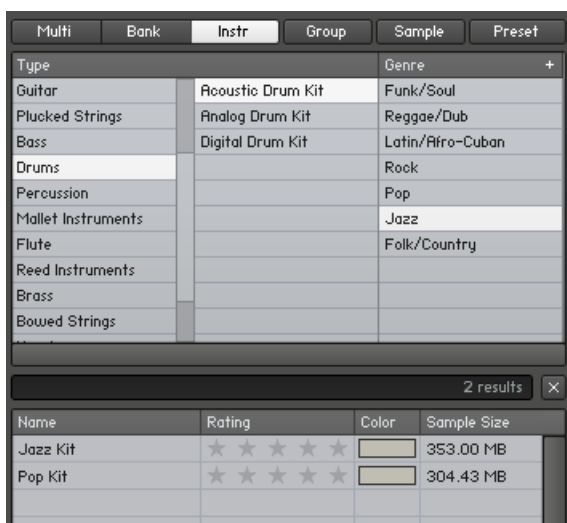 Multi Bank Instr Group Sample Preset
Type Genre +
Guitar Acoustic Drum Kit Funk/Soul
Plucked Strings Analog Drum Kit Reggae/Dub
Bass Digital Drum Kit Latin/Afro-Cuban
Drums Rock
Percussion Pop
Mallet Instruments Jazz
Flute Folk/Country
Reed Instruments
Brass
Bowed Strings
2 results ×
Name Rating Color Sample Size
Jazz Kit 353.00 MB
Pop Kit 304.43 MB